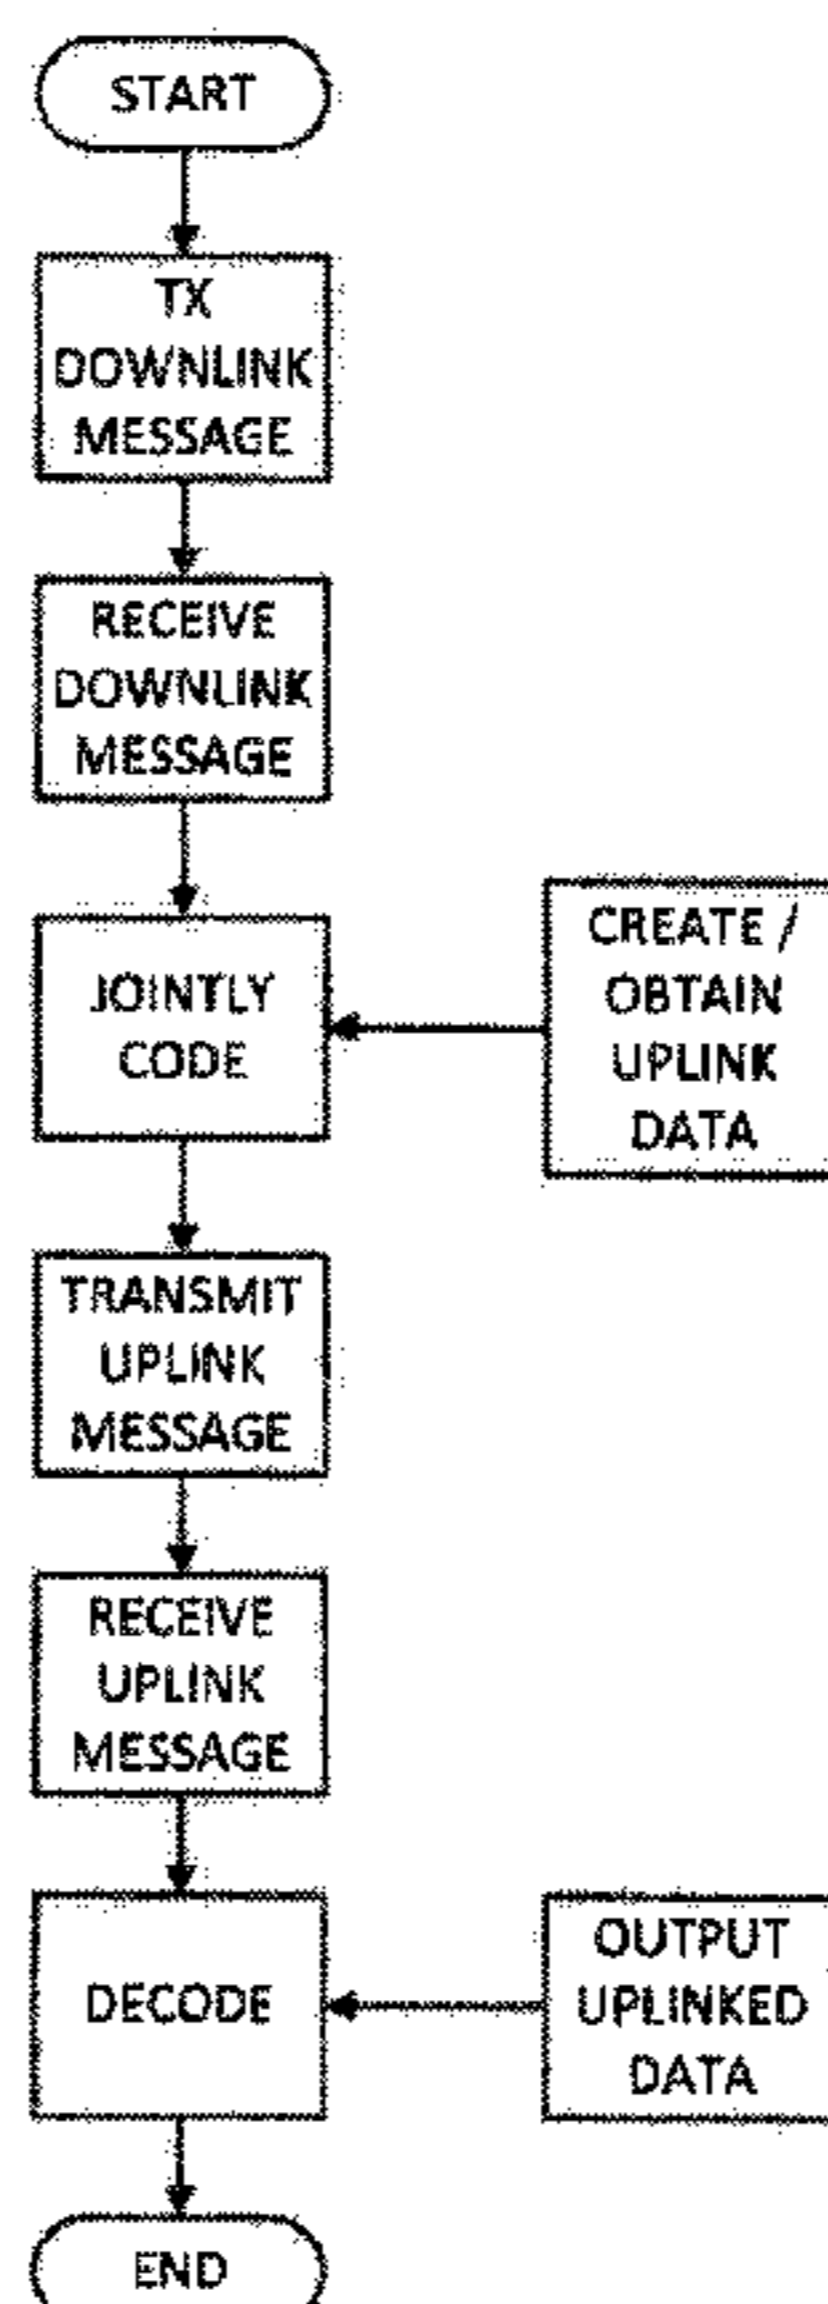 START
TX
DOWNLINK
MESSAGE
RECEIVE
DOWNLINK
MESSAGE
JOINTLY
CODE
CREATE /
OBTAIN
UPLINK
DATA
TRANSMIT
UPLINK
MESSAGE
RECEIVE
UPLINK
MESSAGE
DECODE
OUTPUT
UPLINKED
DATA
END